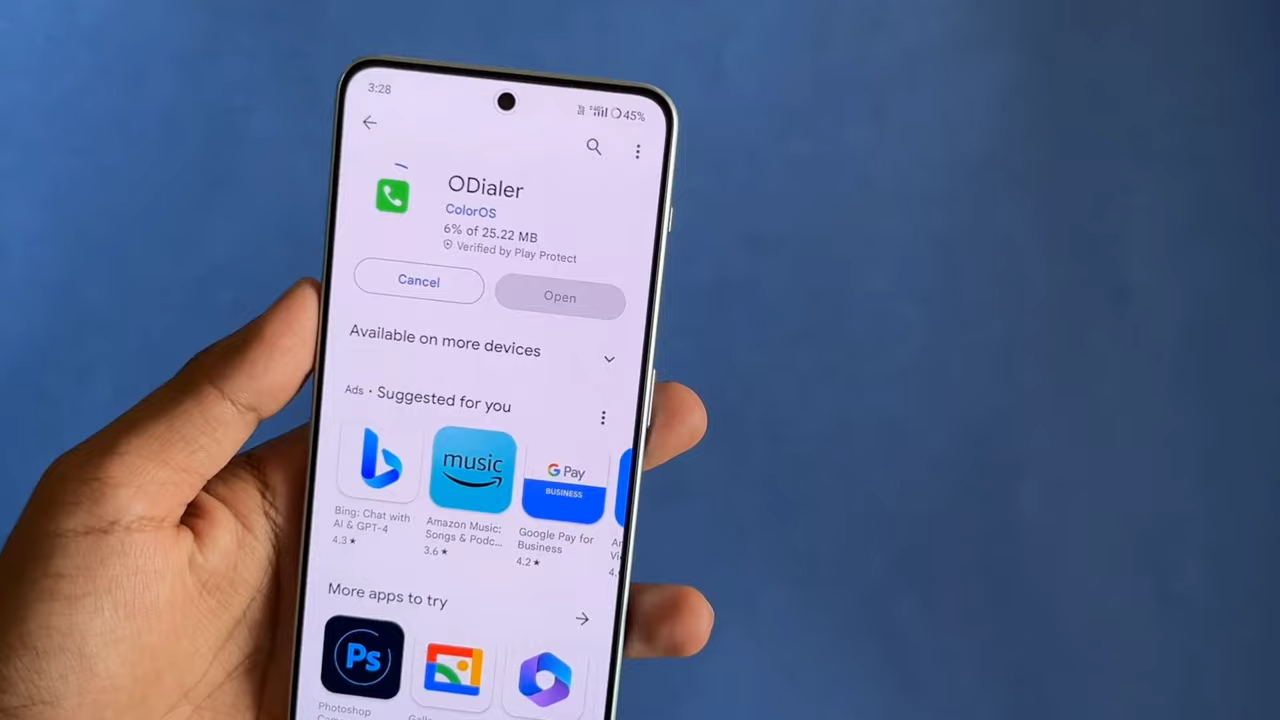 3:28
45%
ODialer
ColorOS
6% of 25.22 MB
Verified by Play Protect
Cancel
Open
Available on more devices
Ads · Suggested for you
music
G Pay
BUSINESS
Bing: Chat with
AI & GPT-4
4.3★
Amazon Music:
Songs & Podc...
3.6★
Google Pay for
Business
4.2★
More apps to try
Ps
Photoshop